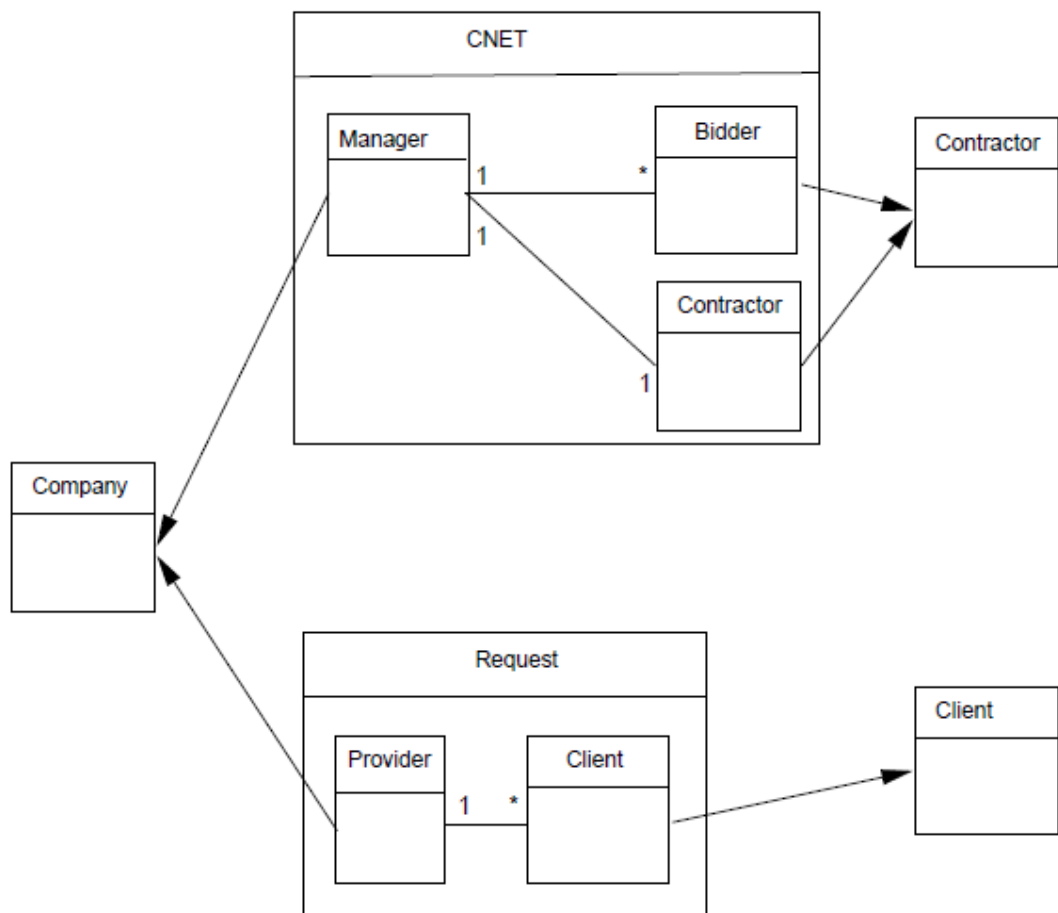 CNET
Manager
Bidder
Contractor
1
*
1
Contractor
1
Company
Request
Client
Provider
Client
1
*